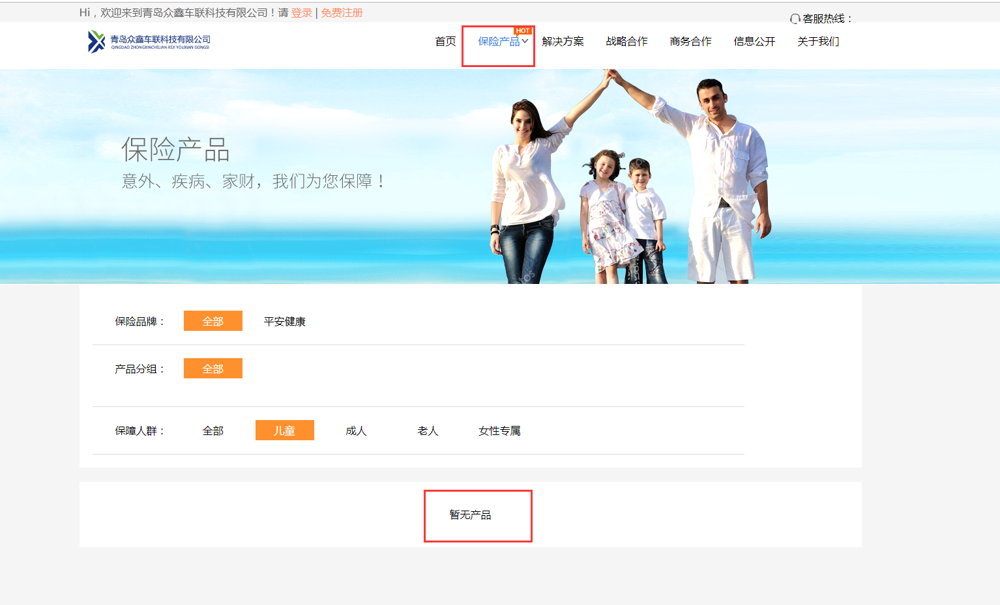 Hi，欢迎来到青岛众鑫车联科技有限公司！请 登录 | 免费注册
客服热线：
青岛众鑫车联科技有限公司
QINGDAO ZHONGXINCHELIAN KEJI YOUXIAN GONGSI
首页 保险产品 HOT 解决方案 战略合作 商务合作 信息公开 关于我们
保险产品
意外、疾病、家财，我们为您保障！
保险品牌： 全部 平安健康
产品分组： 全部
保障人群： 全部 儿童 成人 老人 女性专属
暂无产品